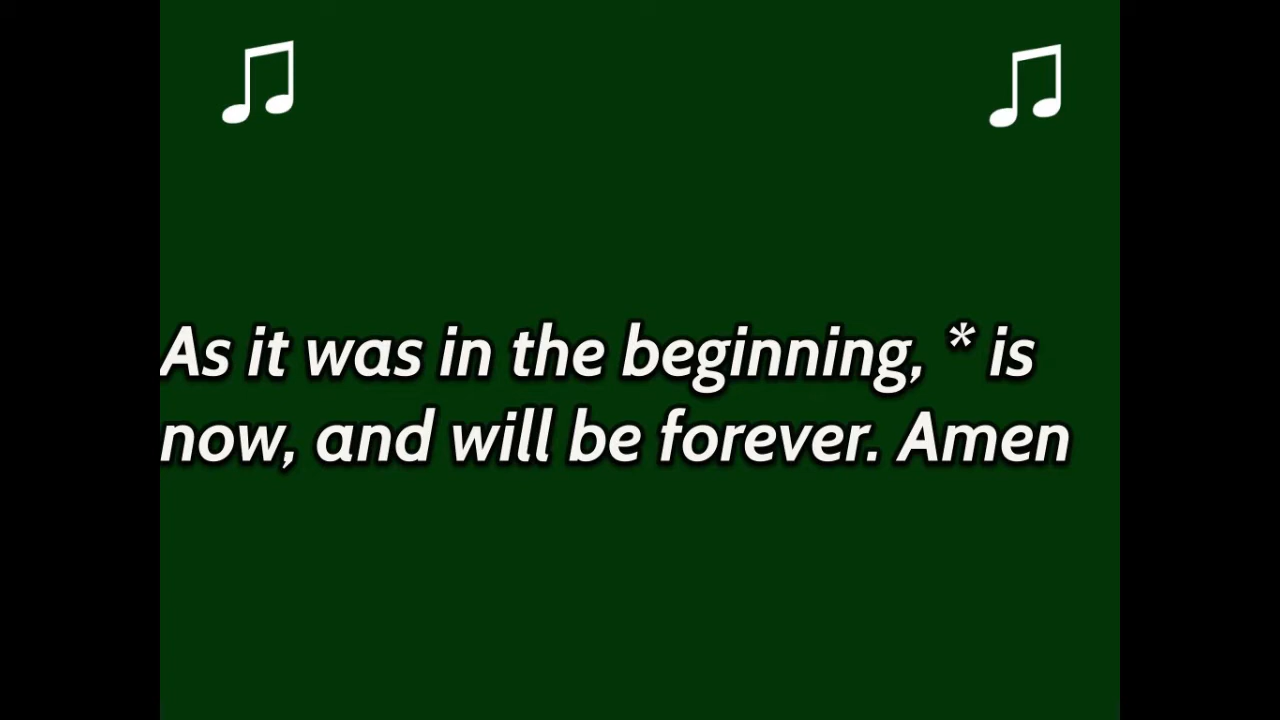 As it was in the beginning, * is
now, and will be forever. Amen